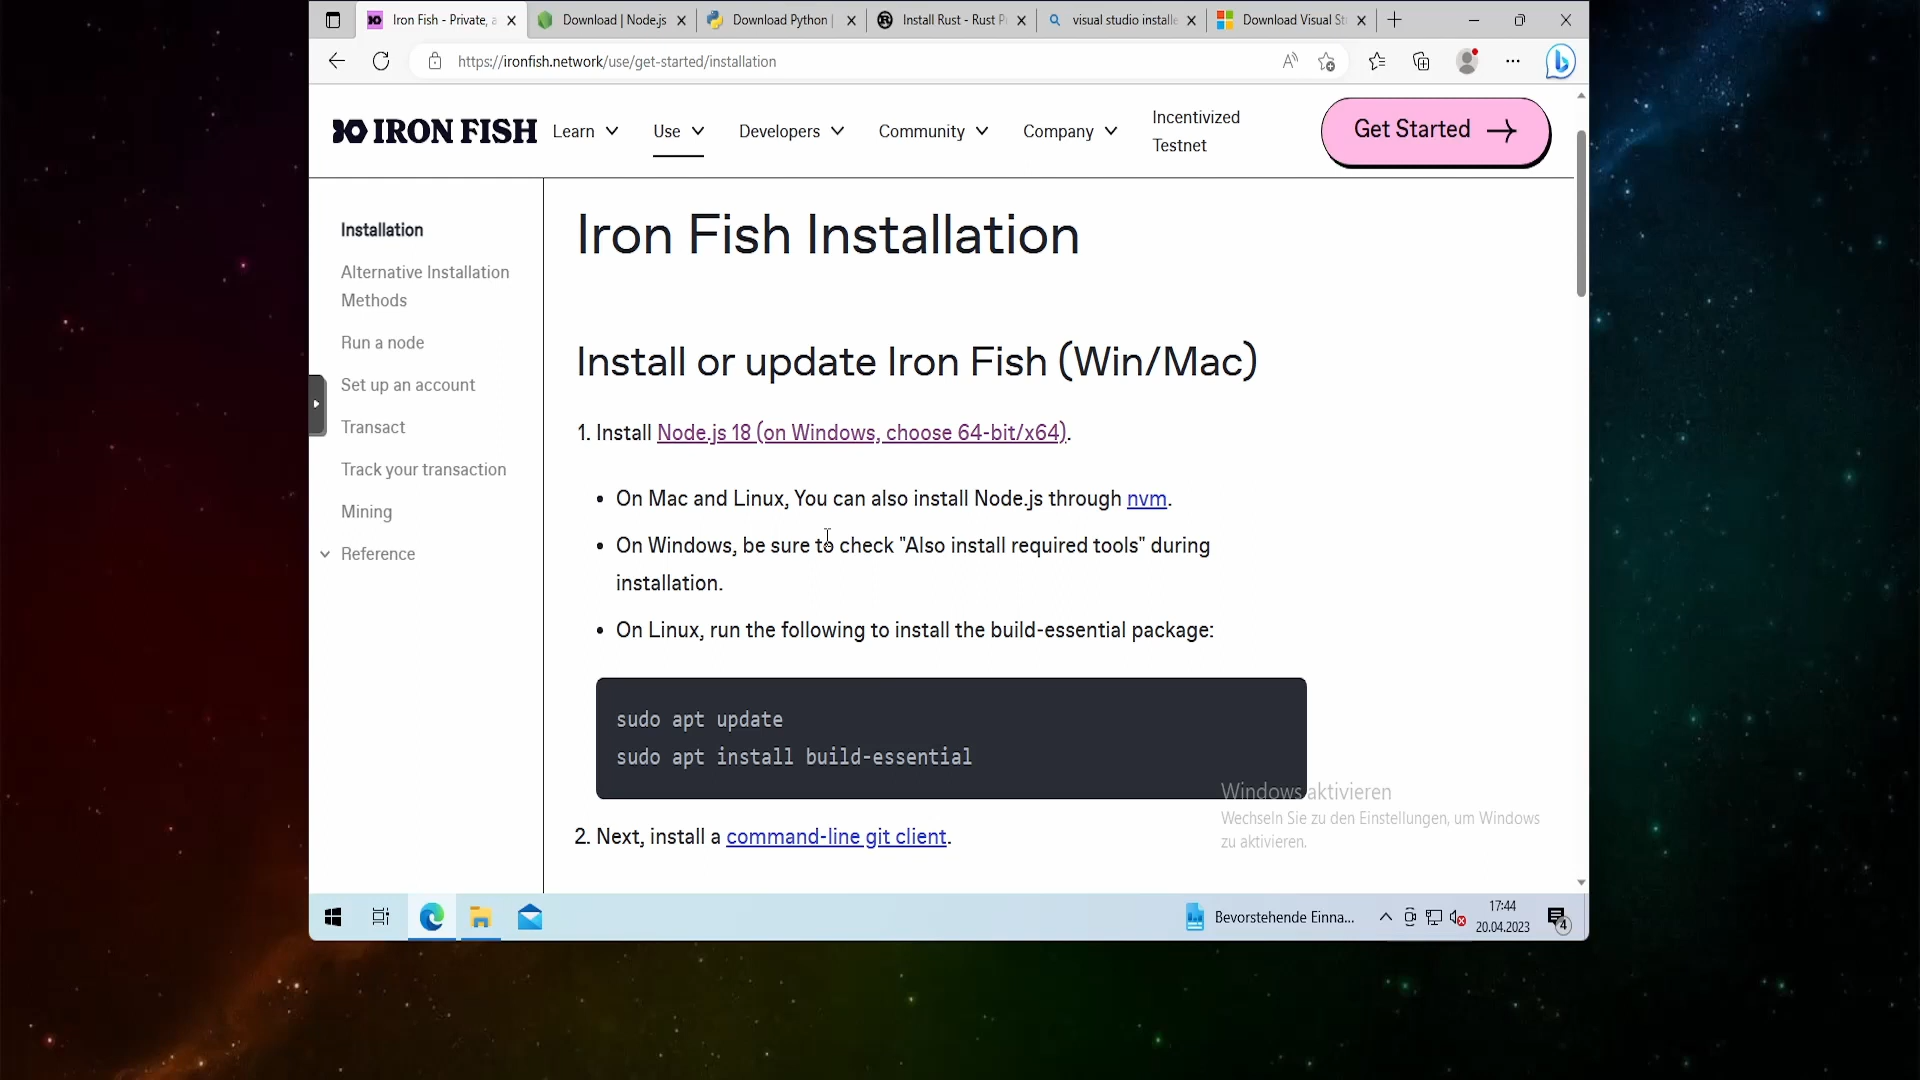 Iron Fish - Private, a
Download | Node.js
Download Python |
Install Rust - Rust P
visual studio installe
Download Visual St
https://ironfish.network/use/get-started/installation
IRON FISH
Learn
Use
Developers
Community
Company
Incentivized
Testnet
Get Started
Installation
Alternative Installation
Methods
Run a node
Set up an account
Transact
Track your transaction
Mining
Reference
Iron Fish Installation
Install or update Iron Fish (Win/Mac)
1. Install Node.js 18 (on Windows, choose 64-bit/x64).
• On Mac and Linux, You can also install Node.js through nvm.
• On Windows, be sure to check "Also install required tools" during
installation.
• On Linux, run the following to install the build-essential package:
sudo apt update
sudo apt install build-essential
2. Next, install a command-line git client.
Windows aktivieren
Wechseln Sie zu den Einstellungen, um Windows
zu aktivieren.
Bevorstehende Einna...
17:44
20.04.2023
4